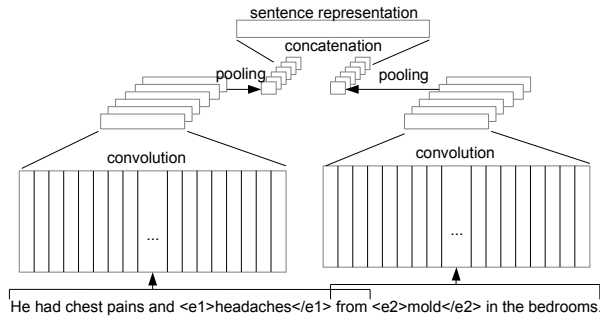 sentence representation
concatenation
pooling pooling
convolution convolution
... ...
He had chest pains and <e1>headaches</e1> from <e2>mold</e2> in the bedrooms.